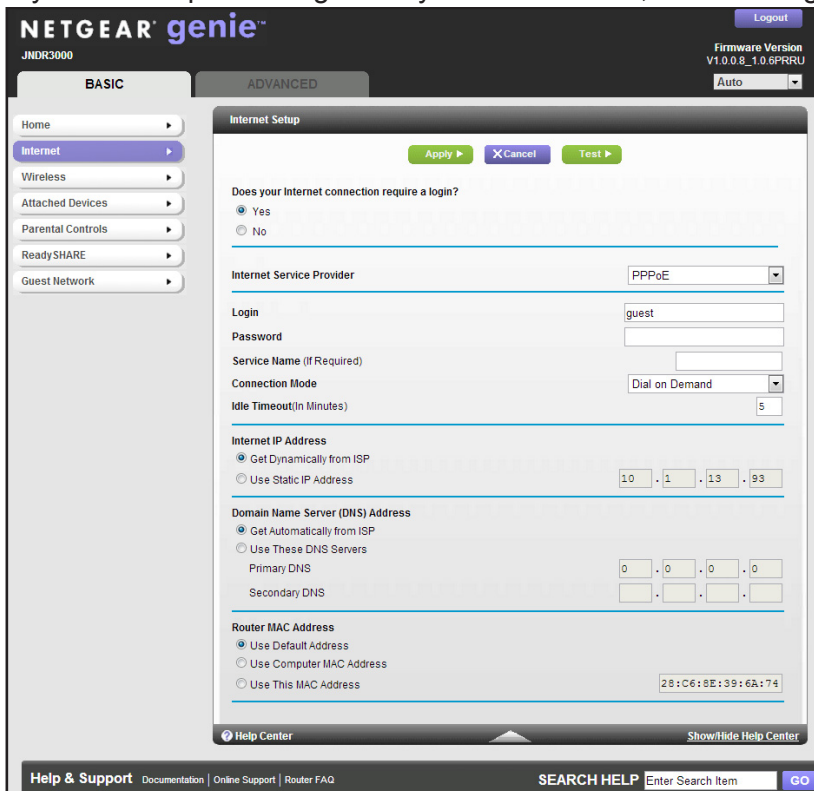 NETGEAR® genie™
Logout
JNDR3000
Firmware Version
V1.0.0.8_1.0.6PRRU
BASIC
ADVANCED
Auto
Home
Internet
Wireless
Attached Devices
Parental Controls
ReadySHARE
Guest Network
Internet Setup
Apply
X Cancel
Test
Does your Internet connection require a login?
Yes
No
Internet Service Provider PPPoE
Login guest
Password
Service Name (If Required)
Connection Mode Dial on Demand
Idle Timeout(In Minutes) 5
Internet IP Address
Get Dynamically from ISP
Use Static IP Address 10 . 1 . 13 . 93
Domain Name Server (DNS) Address
Get Automatically from ISP
Use These DNS Servers
Primary DNS 0 . 0 . 0 . 0
Secondary DNS . . .
Router MAC Address
Use Default Address
Use Computer MAC Address
Use This MAC Address 28:C6:8E:39:6A:74
? Help Center Show/Hide Help Center
Help & Support Documentation | Online Support | Router FAQ SEARCH HELP Enter Search Item GO